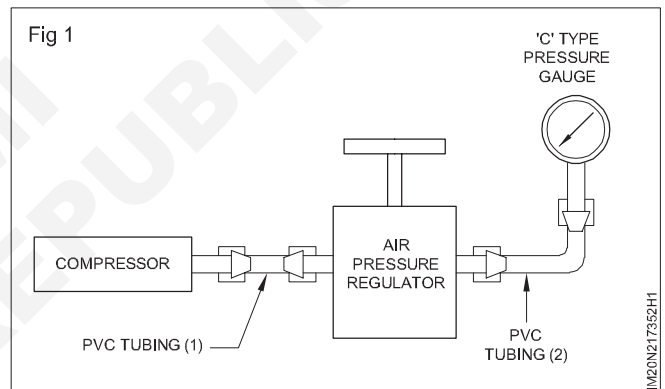 Fig 1
'C' TYPE
PRESSURE
GAUGE
COMPRESSOR
AIR
PRESSURE
REGULATOR
PVC TUBING (1)
PVC
TUBING (2)
IM20N217352H1